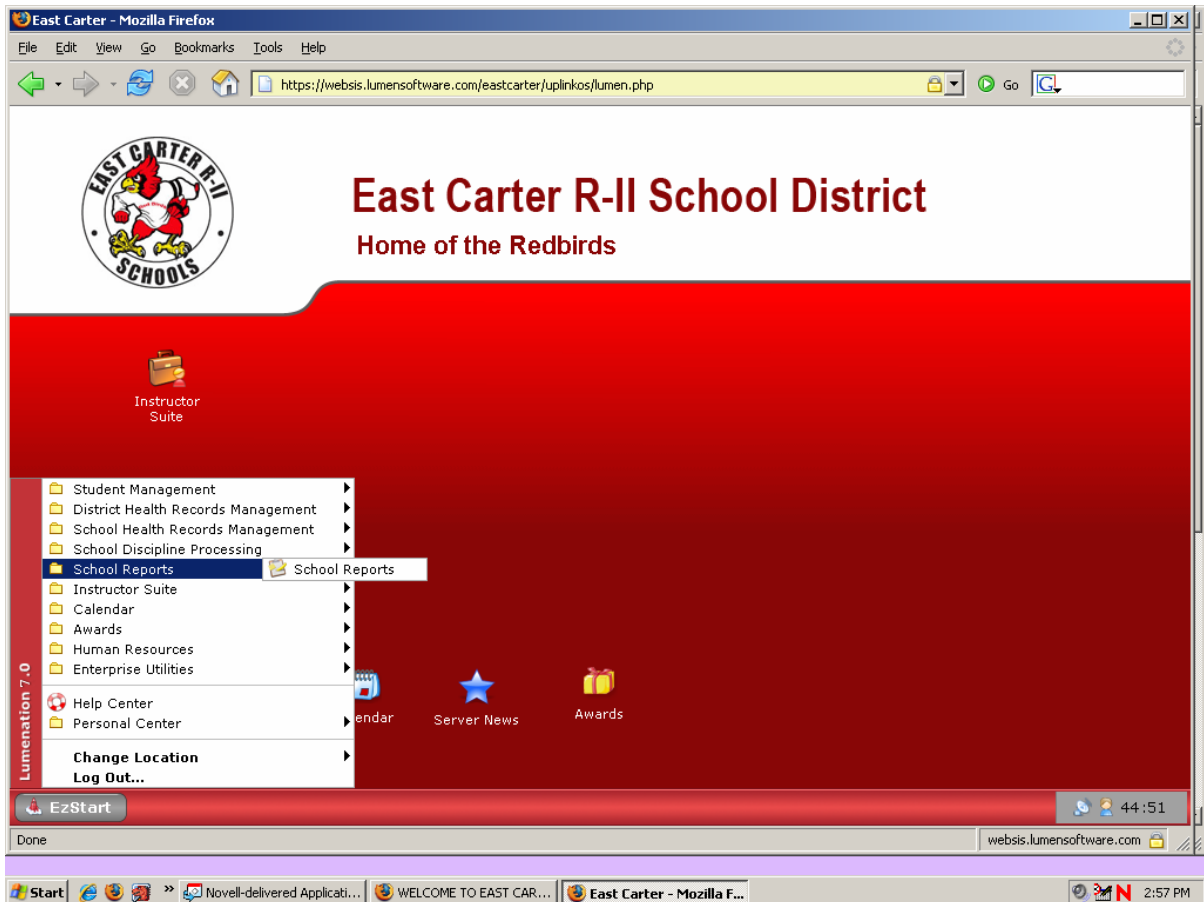 East Carter - Mozilla Firefox
File Edit View Go Bookmarks Tools Help
https://websis.lumensoftware.com/eastcarter/uplinkos/lumen.php
Go
G
EAST CARTER R-II
SCHOOLS
East Carter R-II School District
Home of the Redbirds
Instructor
Suite
Student Management
District Health Records Management
School Health Records Management
School Discipline Processing
School Reports
School Reports
Instructor Suite
Calendar
Awards
Human Resources
Enterprise Utilities
Help Center
Personal Center
Change Location
Log Out...
Lumenation 7.0
endar
Server News
Awards
EzStart
44:51
Done
websis.lumensoftware.com
Start
»
Novell-delivered Applicati...
WELCOME TO EAST CAR...
East Carter - Mozilla F...
N
2:57 PM